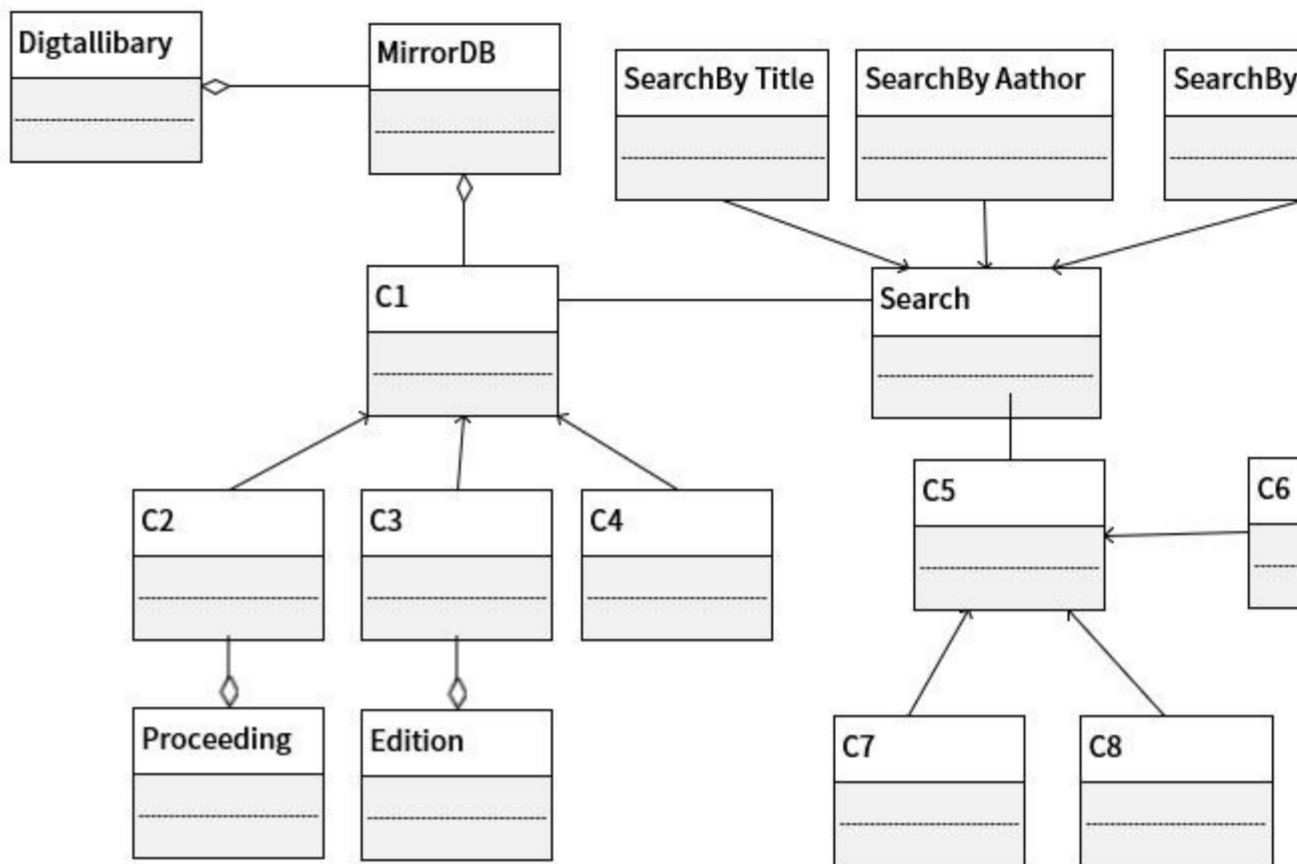 Digtallibary
MirrorDB
SearchBy Title
SearchBy Aathor
SearchBy
C1
Search
C2
C3
C4
C5
C6
Proceeding
Edition
C7
C8